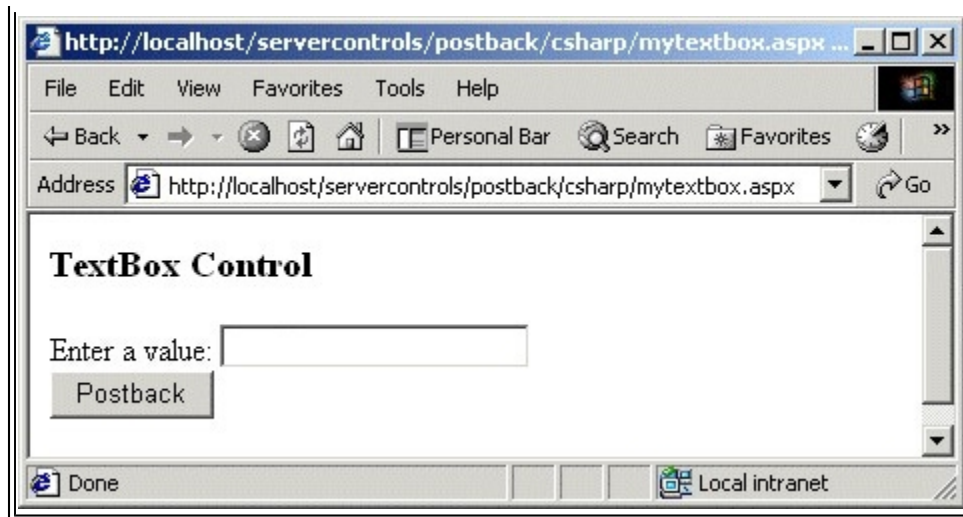 http://localhost/servercontrols/postback/csharp/mytextbox.aspx ...
File Edit View Favorites Tools Help
Back Personal Bar Search Favorites »
Address http://localhost/servercontrols/postback/csharp/mytextbox.aspx Go
TextBox Control
Enter a value:
Postback
Done Local intranet